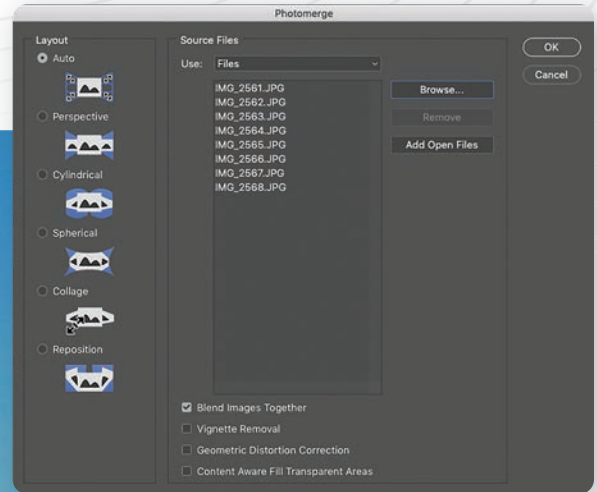 Photomerge
Layout
Auto
Perspective
Cylindrical
Spherical
Collage
Reposition
Source Files
Use: Files
IMG_2561.JPG
IMG_2562.JPG
IMG_2563.JPG
IMG_2564.JPG
IMG_2565.JPG
IMG_2566.JPG
IMG_2567.JPG
IMG_2568.JPG
Browse...
Remove
Add Open Files
Blend Images Together
Vignette Removal
Geometric Distortion Correction
Content Aware Fill Transparent Areas
OK
Cancel